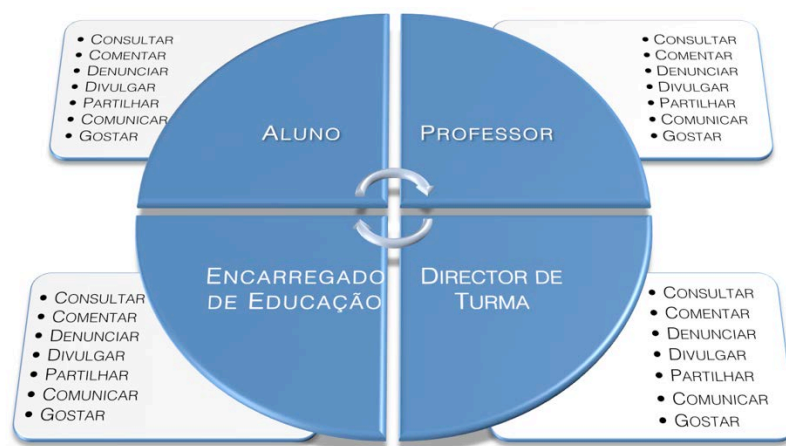 • CONSULTAR
• COMENTAR
• DENUNCIAR
• DIVULGAR
• PARTILHAR
• COMUNICAR
• GOSTAR
ALUNO
PROFESSOR
• CONSULTAR
• COMENTAR
• DENUNCIAR
• DIVULGAR
• PARTILHAR
• COMUNICAR
• GOSTAR
• CONSULTAR
• COMENTAR
• DENUNCIAR
• DIVULGAR
• PARTILHAR
• COMUNICAR
• GOSTAR
ENCARREGADO
DE EDUCAÇÃO
DIRECTOR DE
TURMA
• CONSULTAR
• COMENTAR
• DENUNCIAR
• DIVULGAR
• PARTILHAR
• COMUNICAR
• GOSTAR